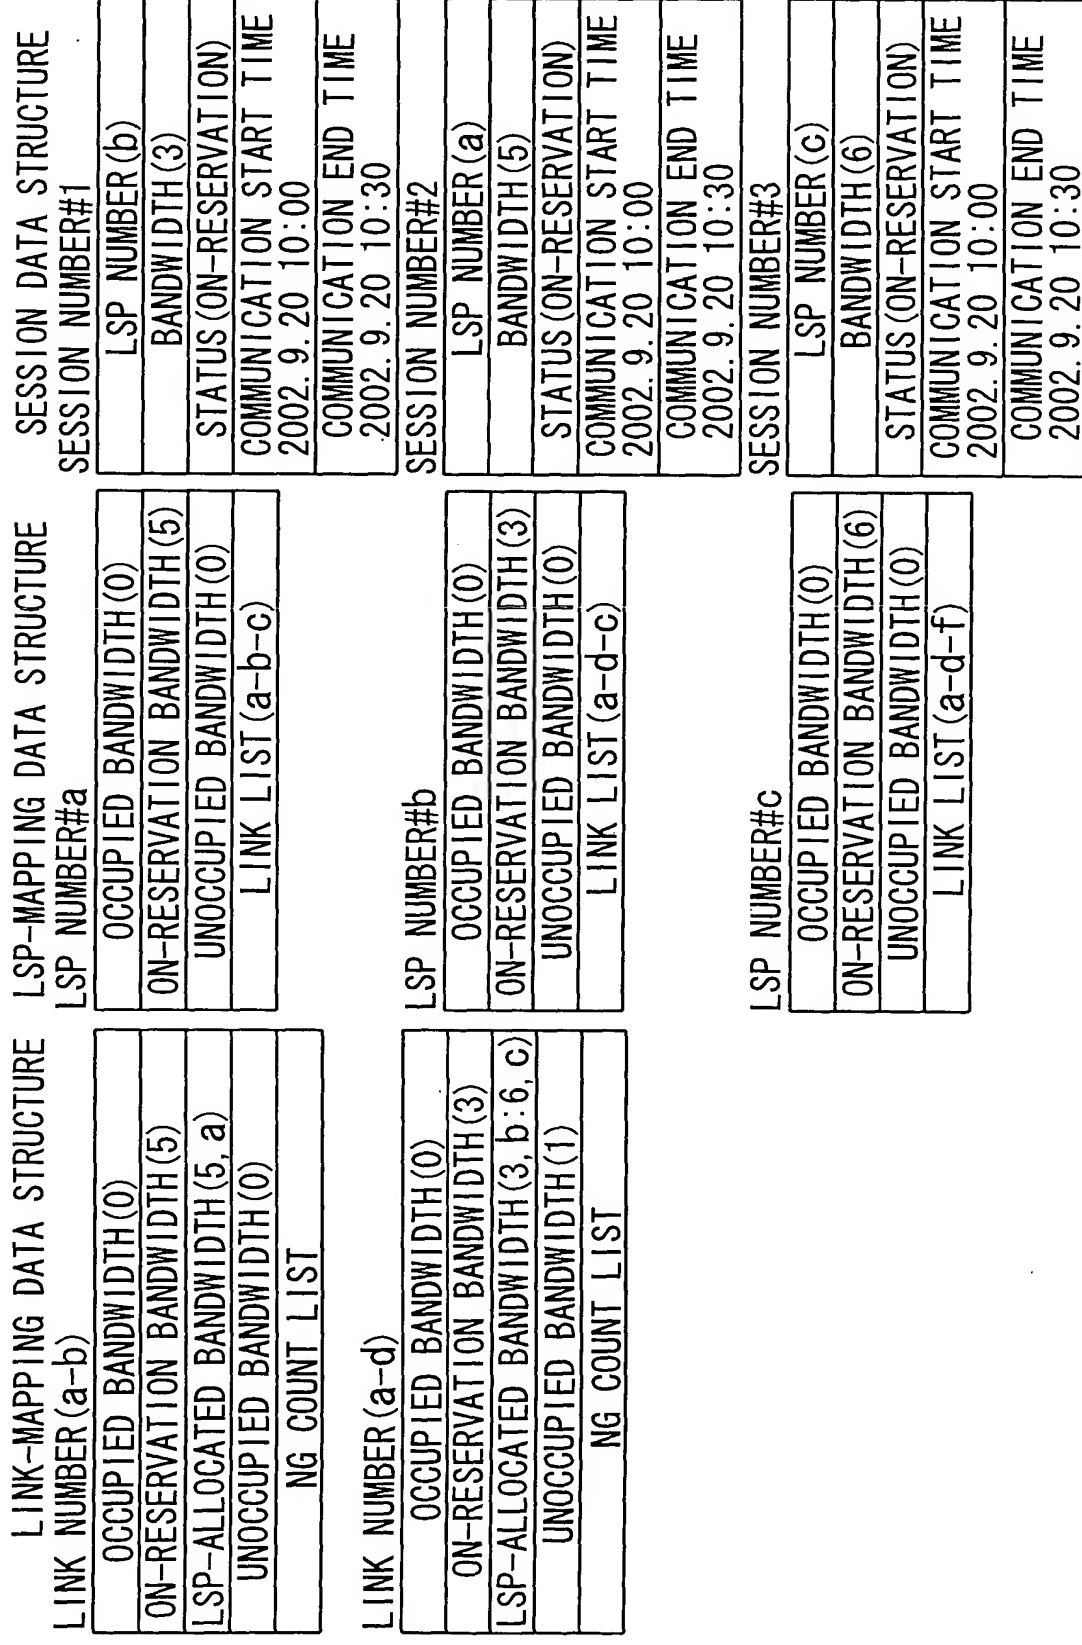 LINK-MAPPING DATA STRUCTURE
LINK NUMBER(a-b)
OCCUPIED BANDWIDTH(0)
ON-RESERVATION BANDWIDTH(5)
LSP-ALLOCATED BANDWIDTH(5, a)
UNOCCUPIED BANDWIDTH(0)
NG COUNT LIST
LINK NUMBER(a-d)
OCCUPIED BANDWIDTH(0)
ON-RESERVATION BANDWIDTH(3)
LSP-ALLOCATED BANDWIDTH(3, b:6, c)
UNOCCUPIED BANDWIDTH(1)
NG COUNT LIST
LSP-MAPPING DATA STRUCTURE
LSP NUMBER#a
OCCUPIED BANDWIDTH(0)
ON-RESERVATION BANDWIDTH(5)
UNOCCUPIED BANDWIDTH(0)
LINK LIST(a-b-c)
LSP NUMBER#b
OCCUPIED BANDWIDTH(0)
ON-RESERVATION BANDWIDTH(3)
UNOCCUPIED BANDWIDTH(0)
LINK LIST(a-d-c)
LSP NUMBER#c
OCCUPIED BANDWIDTH(0)
ON-RESERVATION BANDWIDTH(6)
UNOCCUPIED BANDWIDTH(0)
LINK LIST(a-d-f)
SESSION DATA STRUCTURE
SESSION NUMBER#1
LSP NUMBER(b)
BANDWIDTH(3)
STATUS(ON-RESERVATION)
COMMUNICATION START TIME
2002. 9. 20 10:00
COMMUNICATION END TIME
2002. 9. 20 10:30
SESSION NUMBER#2
LSP NUMBER(a)
BANDWIDTH(5)
STATUS(ON-RESERVATION)
COMMUNICATION START TIME
2002. 9. 20 10:00
COMMUNICATION END TIME
2002. 9. 20 10:30
SESSION NUMBER#3
LSP NUMBER(c)
BANDWIDTH(6)
STATUS(ON-RESERVATION)
COMMUNICATION START TIME
2002. 9. 20 10:00
COMMUNICATION END TIME
2002. 9. 20 10:30